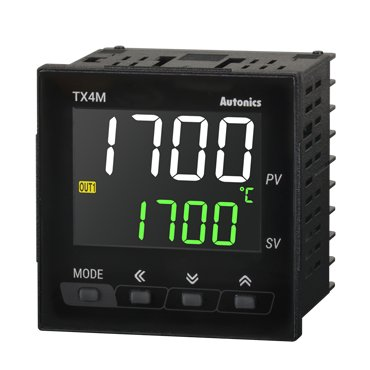 TX4M Autonics
1700 PV
OUT1 °C
1700 SV
MODE